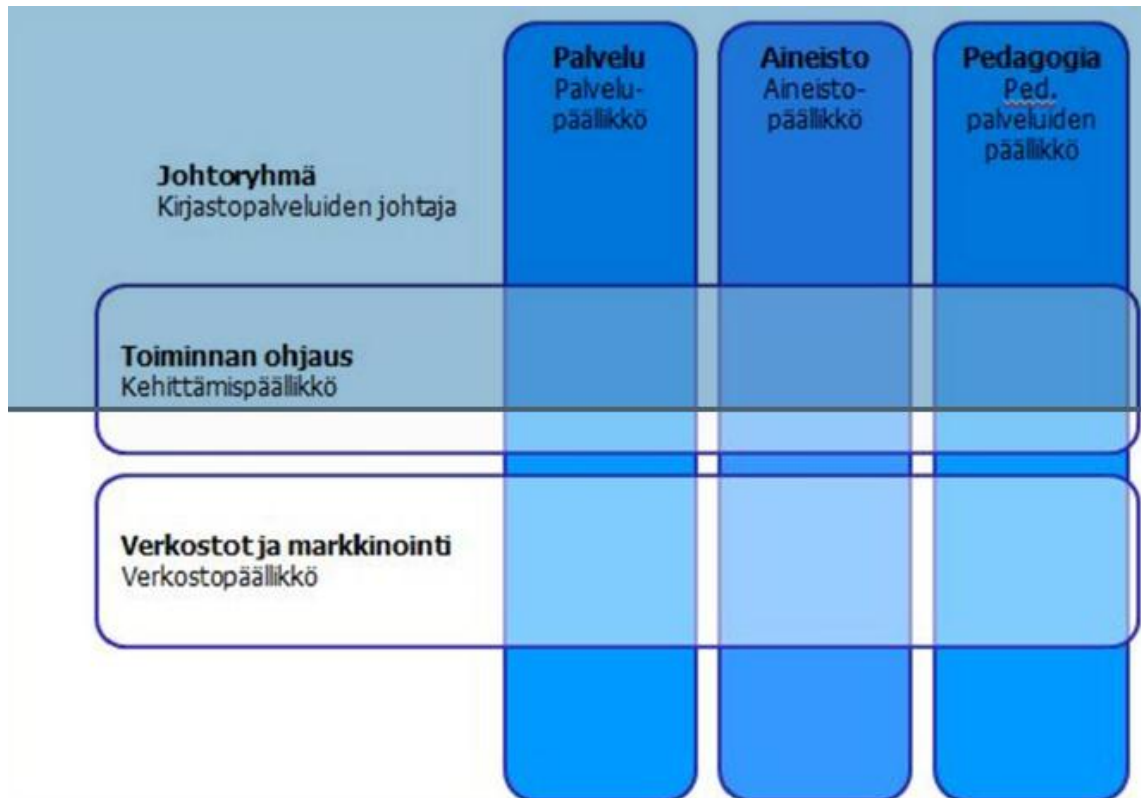 Palvelu
Palvelu-
päällikkö
Aineisto
Aineisto-
päällikkö
Pedagogia
Ped.
palveluiden
päällikkö
Johtoryhmä
Kirjastopalveluiden johtaja
Toiminnan ohjaus
Kehittämispäällikkö
Verkostot ja markkinointi
Verkostopäällikkö